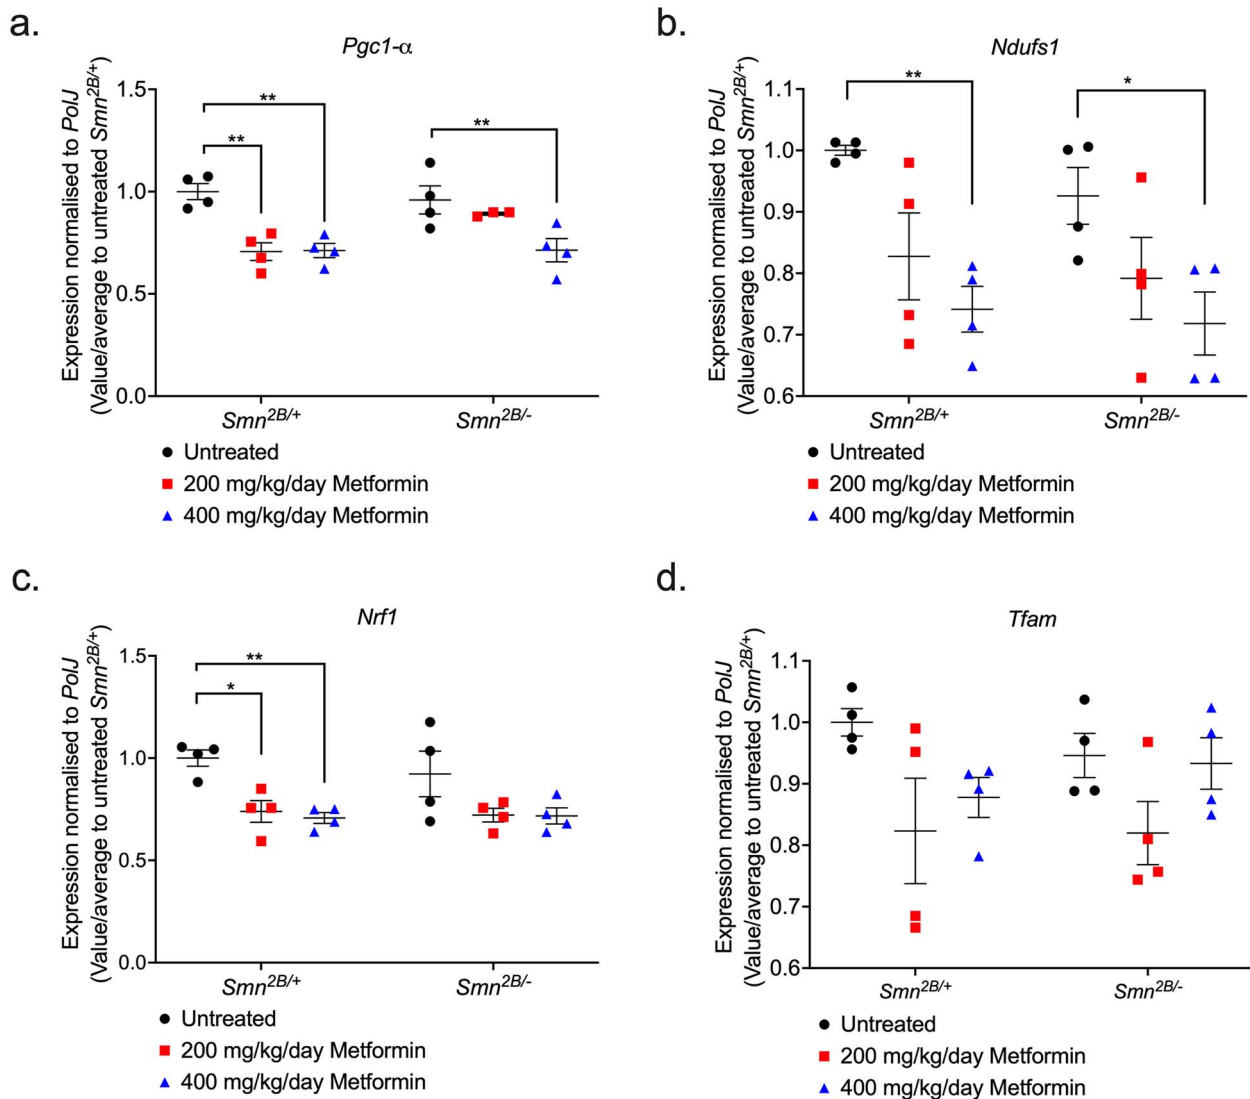 a.
Pgc1-α
Expression normalised to PolJ
(Value/average to untreated Smn2B/+)
1.5
1.0
0.5
0.0
**
**
**
Smn2B/+
Smn2B/-
Untreated
200 mg/kg/day Metformin
400 mg/kg/day Metformin
b.
Ndufs1
Expression normalised to PolJ
(Value/average to untreated Smn2B/+)
1.1
1.0
0.9
0.8
0.7
0.6
**
*
Smn2B/+
Smn2B/-
Untreated
200 mg/kg/day Metformin
400 mg/kg/day Metformin
c.
Nrf1
Expression normalised to PolJ
(Value/average to untreated Smn2B/+)
1.5
1.0
0.5
0.0
**
*
Smn2B/+
Smn2B/-
Untreated
200 mg/kg/day Metformin
400 mg/kg/day Metformin
d.
Tfam
Expression normalised to PolJ
(Value/average to untreated Smn2B/+)
1.1
1.0
0.9
0.8
0.7
0.6
Smn2B/+
Smn2B/-
Untreated
200 mg/kg/day Metformin
400 mg/kg/day Metformin